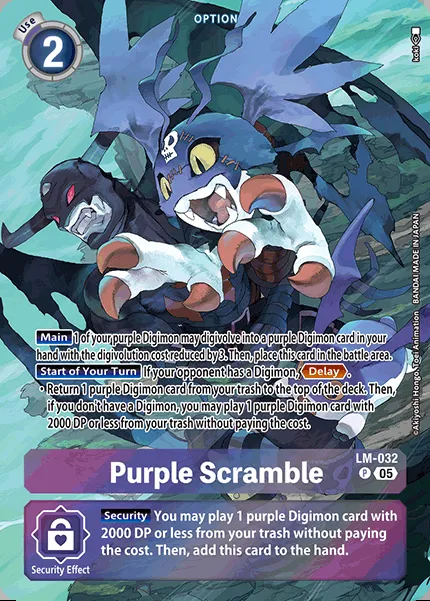 OPTION
Use
2
koki
Main 1 of your purple Digimon may digivolve into a purple Digimon card in your
hand with the digivolution cost reduced by 3. Then, place this card in the battle area.
Start of Your Turn If your opponent has a Digimon, Delay.
• Return 1 purple Digimon card from your trash to the top of the deck. Then,
if you don't have a Digimon, you may play 1 purple Digimon card with
2000 DP or less from your trash without paying the cost.
©Akiyoshi Hongo, Toei Animation BANDAI MADE IN JAPAN
LM-032
Purple Scramble
P 05
Security You may play 1 purple Digimon card with
2000 DP or less from your trash without paying
the cost. Then, add this card to the hand.
Security Effect